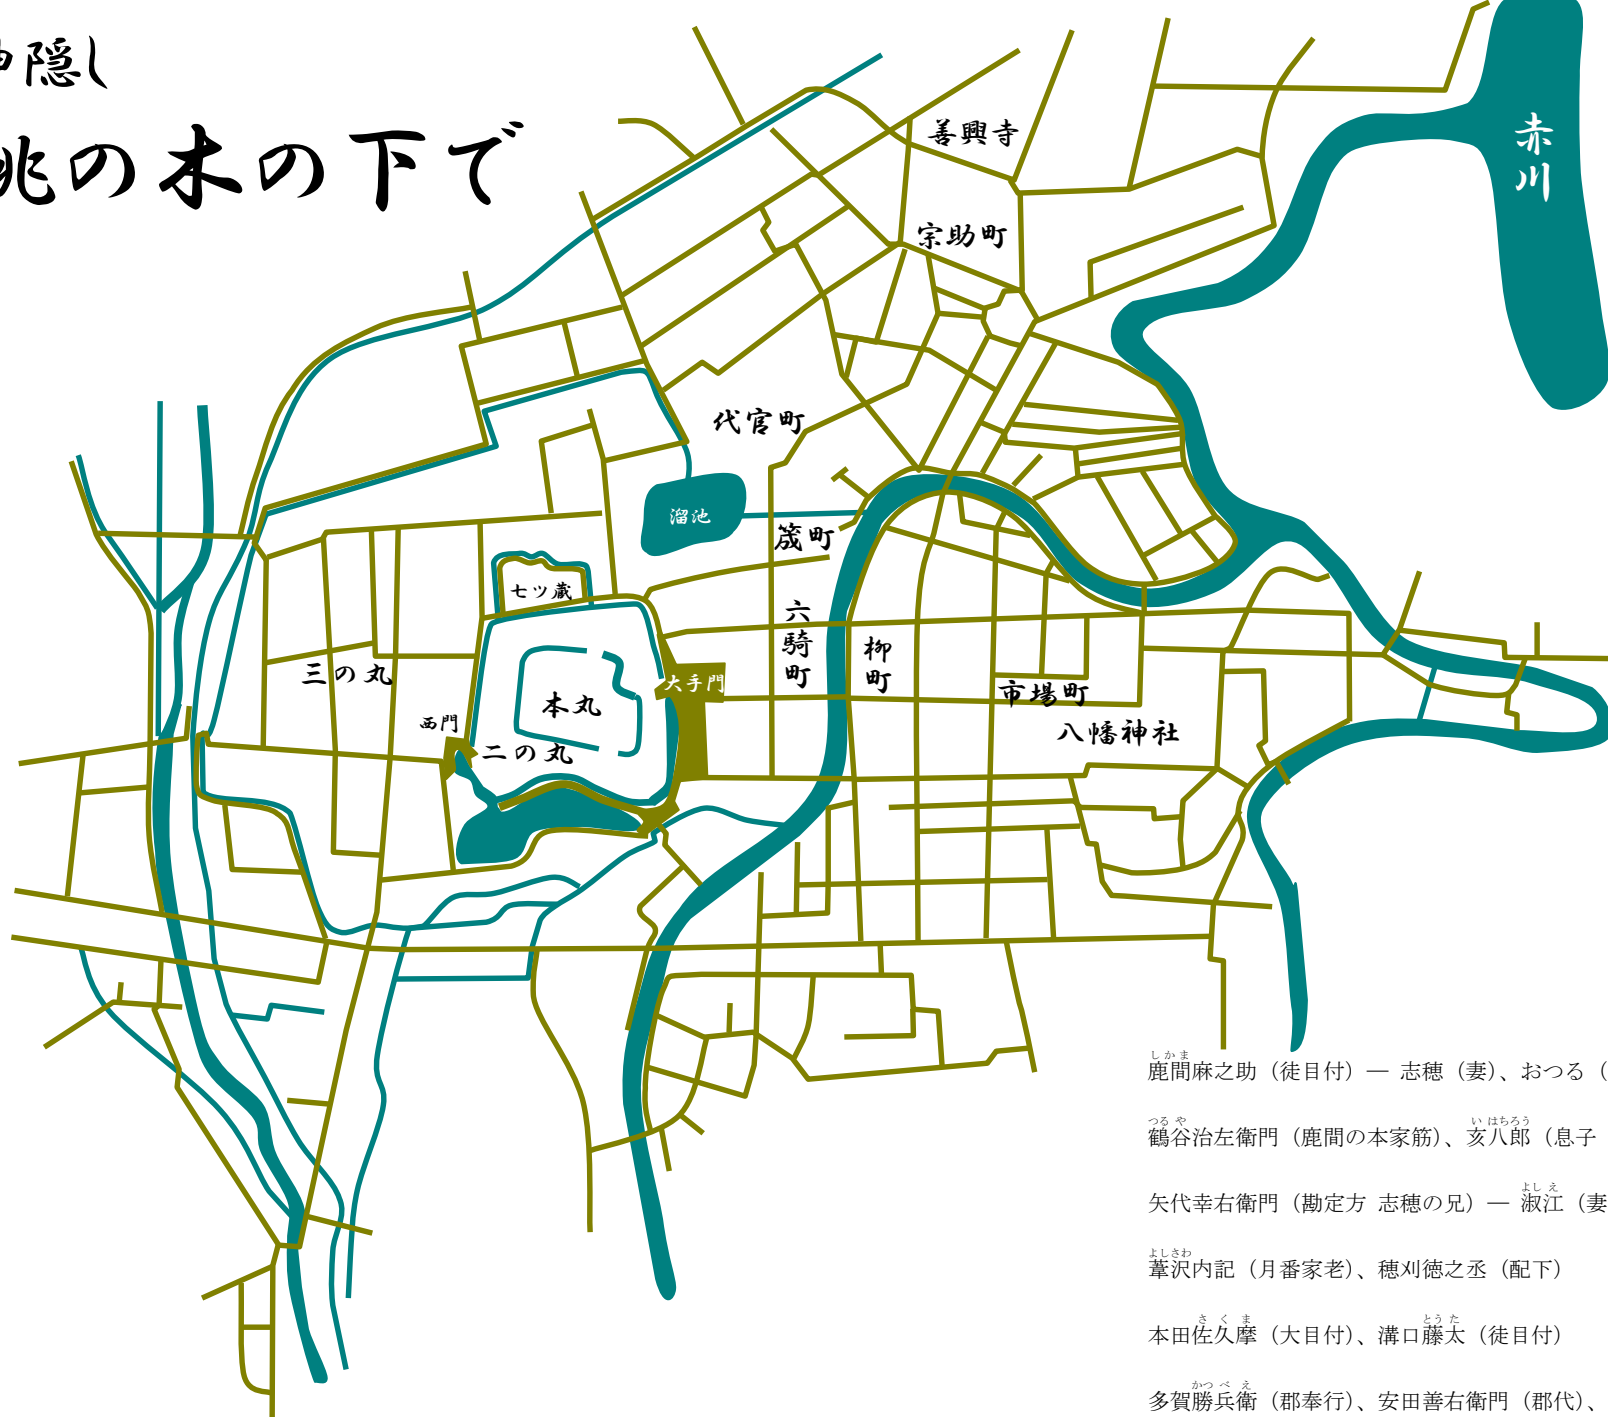 神隠し
桃の木の下で
赤川
善興寺
宗助町
代官町
溜池
筬町
七ツ蔵
六騎町
柳町
三の丸
大手門
市場町
本丸
西門
二の丸
八幡神社
鹿間麻之助（徒目付）― 志穂（妻）、おつる（
鶴谷治左衛門（鹿間の本家筋）、亥八郎（息子
矢代幸右衛門（勘定方 志穂の兄）― 淑江（妻
葦沢内記（月番家老）、穂刈徳之丞（配下）
本田佐久摩（大目付）、溝口藤太（徒目付）
多賀勝兵衛（郡奉行）、安田善右衛門（郡代）、